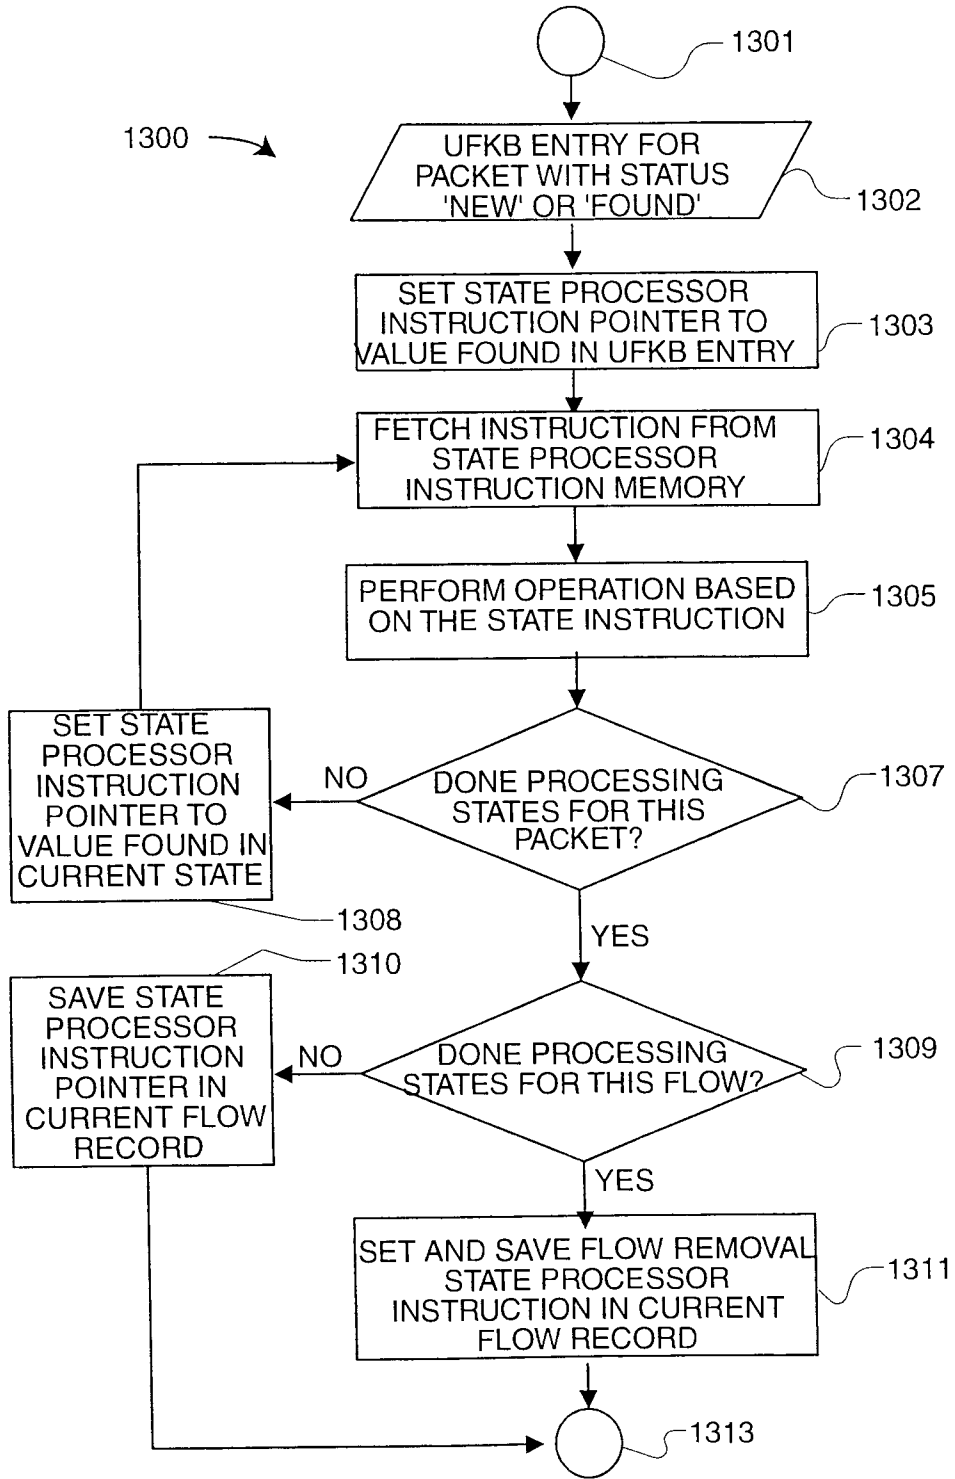 1301
1300
UFKB ENTRY FOR
PACKET WITH STATUS
'NEW' OR 'FOUND'
1302
SET STATE PROCESSOR
INSTRUCTION POINTER TO
VALUE FOUND IN UFKB ENTRY
1303
FETCH INSTRUCTION FROM
STATE PROCESSOR
INSTRUCTION MEMORY
1304
PERFORM OPERATION BASED
ON THE STATE INSTRUCTION
1305
DONE PROCESSING
STATES FOR THIS
PACKET?
1307
NO
SET STATE
PROCESSOR
INSTRUCTION
POINTER TO
VALUE FOUND IN
CURRENT STATE
1308
YES
1310
SAVE STATE
PROCESSOR
INSTRUCTION
POINTER IN
CURRENT FLOW
RECORD
NO
DONE PROCESSING
STATES FOR THIS FLOW?
1309
YES
SET AND SAVE FLOW REMOVAL
STATE PROCESSOR
INSTRUCTION IN CURRENT
FLOW RECORD
1311
1313